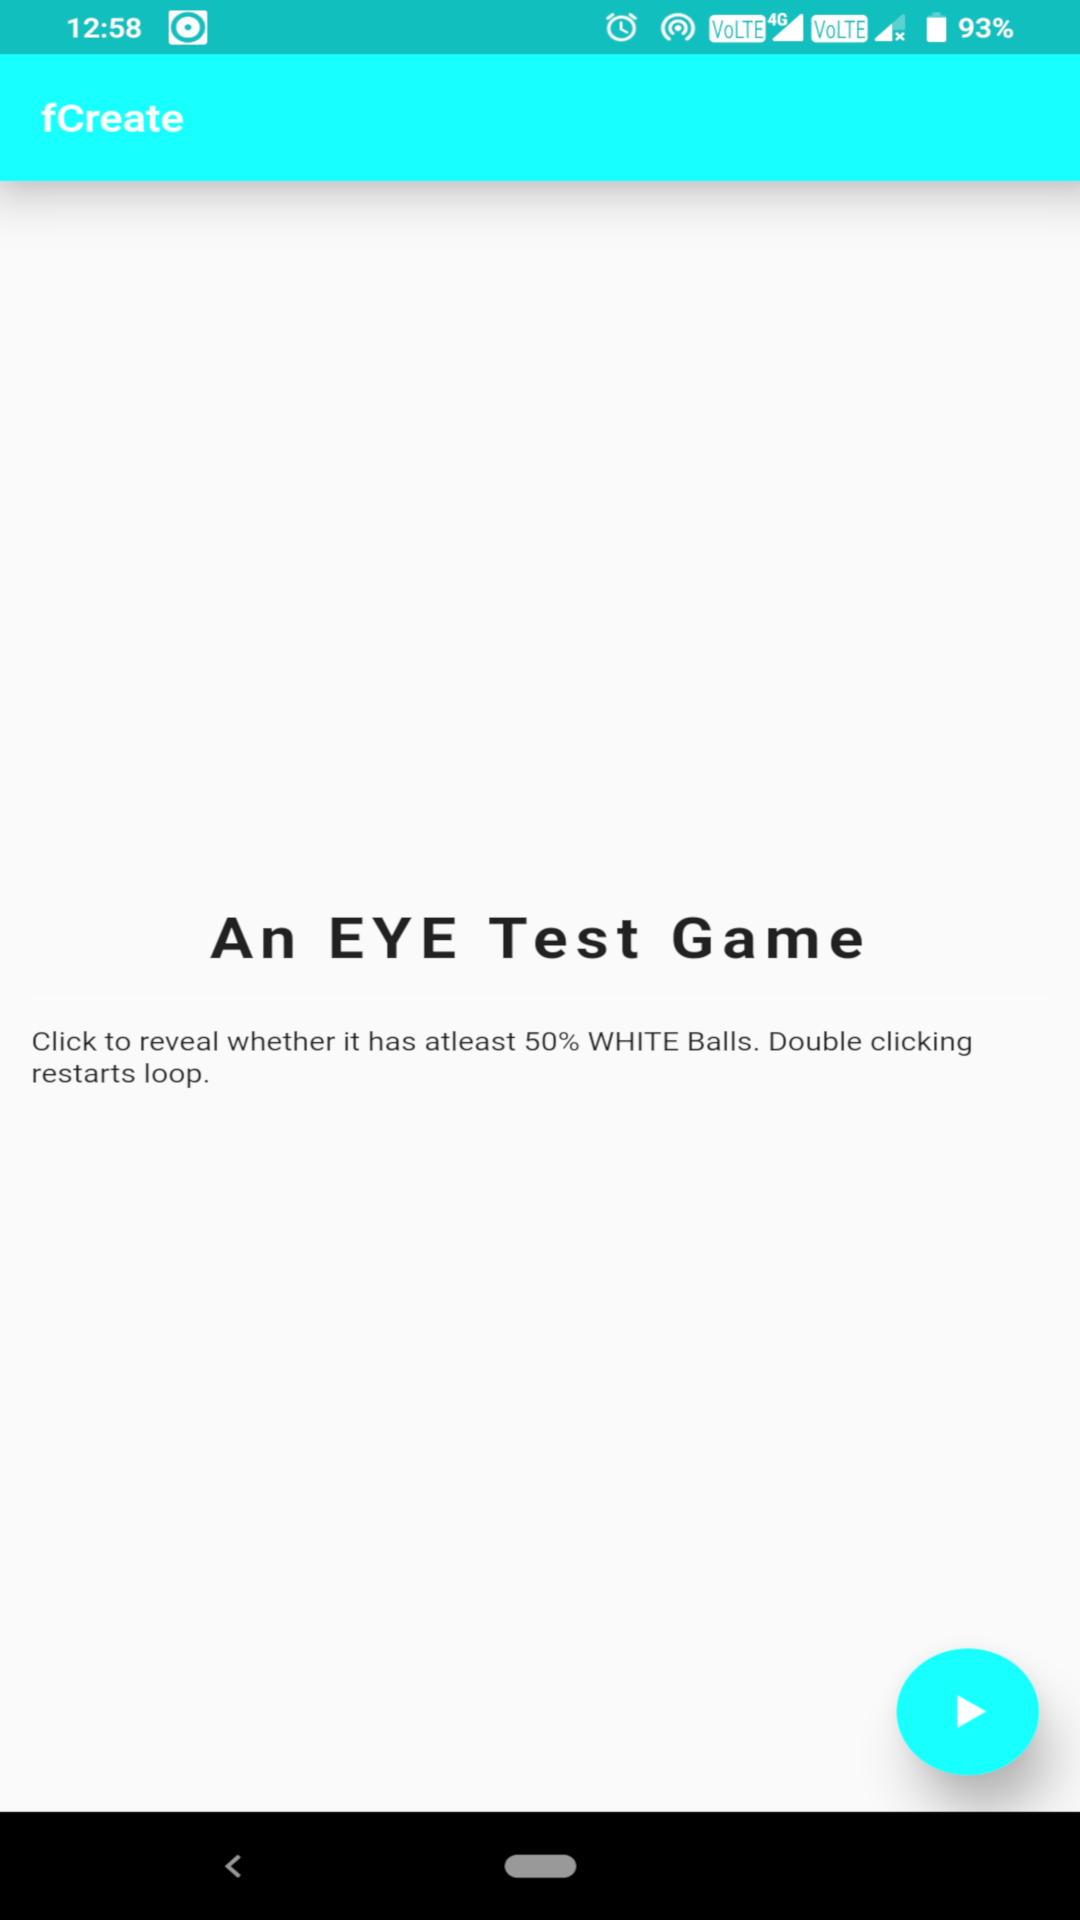 12:58 VoLTE 4G VoLTE 93%
fCreate
An EYE Test Game
Click to reveal whether it has atleast 50% WHITE Balls. Double clicking
restarts loop.